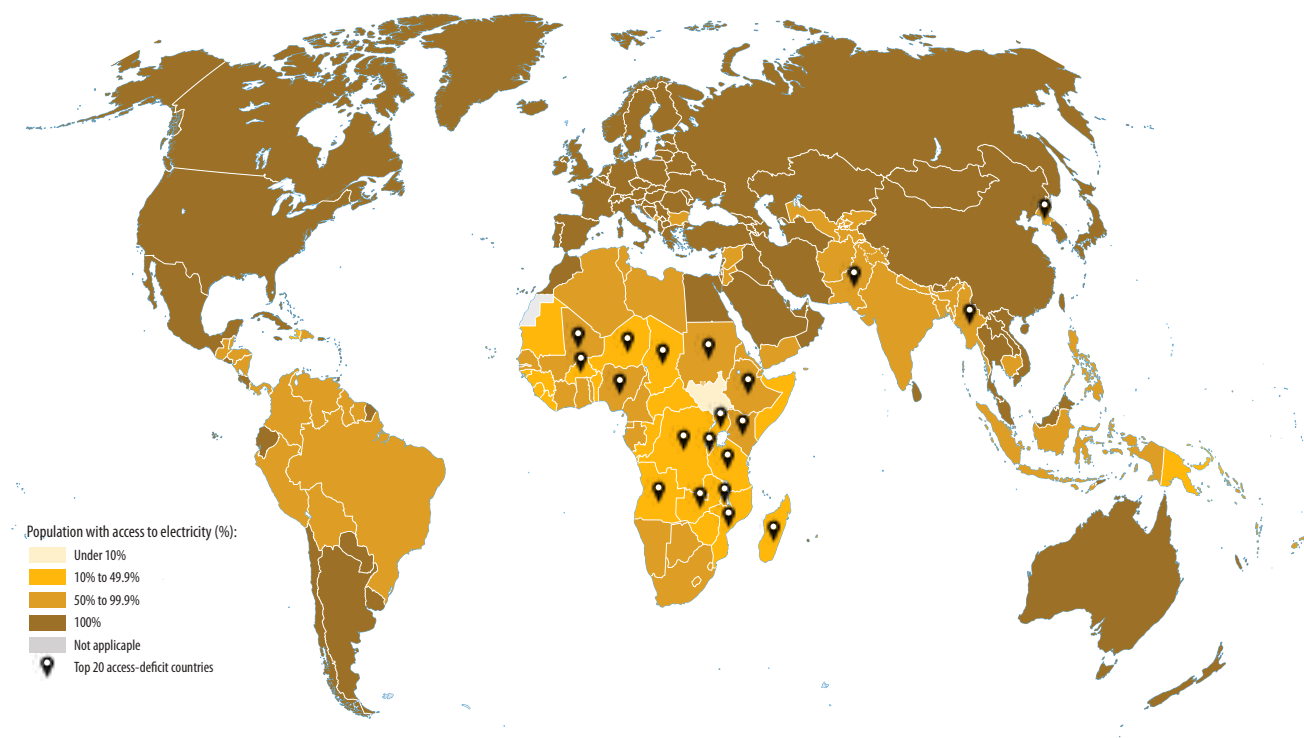 Population with access to electricity (%):
Under 10%
10% to 49.9%
50% to 99.9%
100%
Not applicaple
Top 20 access-deficit countries